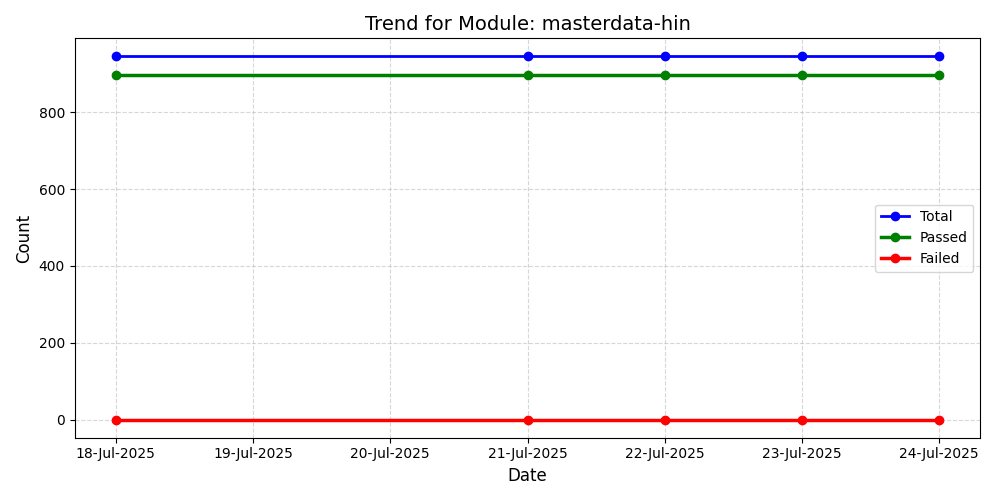 Trend for Module: masterdata-hin
Count
800
600
400
200
0
Total
Passed
Failed
18-Jul-2025 19-Jul-2025 20-Jul-2025 21-Jul-2025 22-Jul-2025 23-Jul-2025 24-Jul-2025
Date